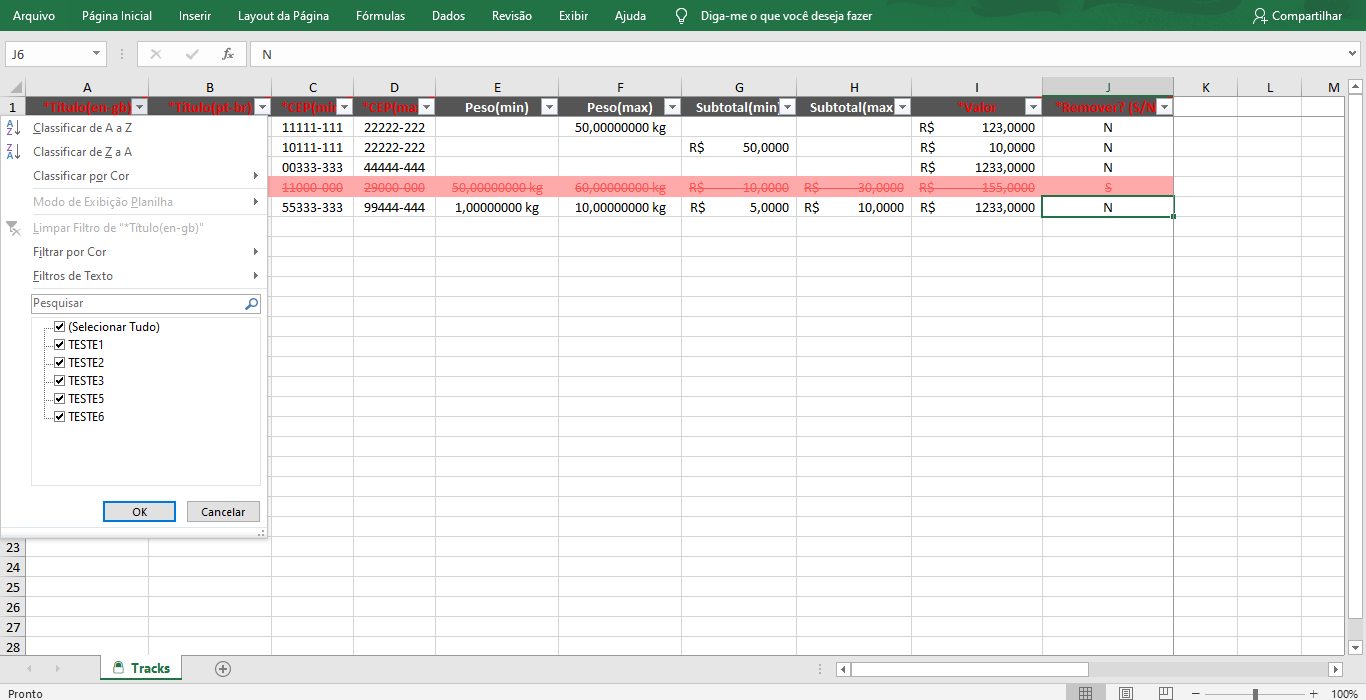 Arquivo Página Inicial Inserir Layout da Página Fórmulas Dados Revisão Exibir Ajuda Diga-me o que você deseja fazer Compartilhar
J6 fx N
A B C D E F G H I J K L M
1 *Título(en-gb) *Título(pt-br) *CEP(min *CEP(ma Peso(min) Peso(max) Subtotal(min) Subtotal(max *Valor *Remover? (S/N
Classificar de A a Z 11111-111 22222-222 50,00000000 kg R$ 123,0000 N
Classificar de Z a A 10111-111 22222-222 R$ 50,0000 R$ 10,0000 N
Classificar por Cor 00333-333 44444-444 R$ 1233,0000 N
11000-000 29000-000 50,00000000 kg 60,00000000 kg R$ 10,0000 R$ 30,0000 R$ 155,0000 S
Modo de Exibição Planilha
55333-333 99444-444 1,00000000 kg 10,00000000 kg R$ 5,0000 R$ 10,0000 R$ 1233,0000 N
Limpar Filtro de "*Título(en-gb)"
Filtrar por Cor
Filtros de Texto
Pesquisar
(Selecionar Tudo)
TESTE1
TESTE2
TESTE3
TESTE5
TESTE6
OK Cancelar
23
24
25
26
27
28
Tracks
Pronto 100%